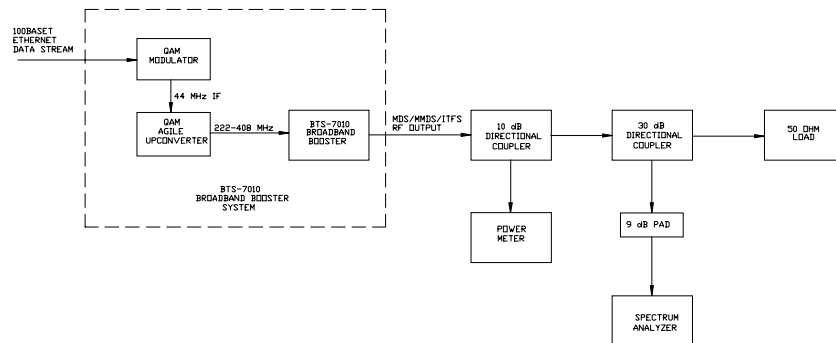 100BASET
ETHERNET
DATA STREAM
QAM
MODULATOR
44 MHz IF
QAM
AGILE
UPCONVERTER
222-408 MHz
BTS-7010
BROADBAND
BOOSTER
BTS-7010
BROADBAND BOOSTER
SYSTEM
MDS/MMDS/ITFS
RF OUTPUT
10 dB
DIRECTIONAL
COUPLER
POWER
METER
30 dB
DIRECTIONAL
COUPLER
9 dB PAD
SPECTRUM
ANALYZER
50 OHM
LOAD